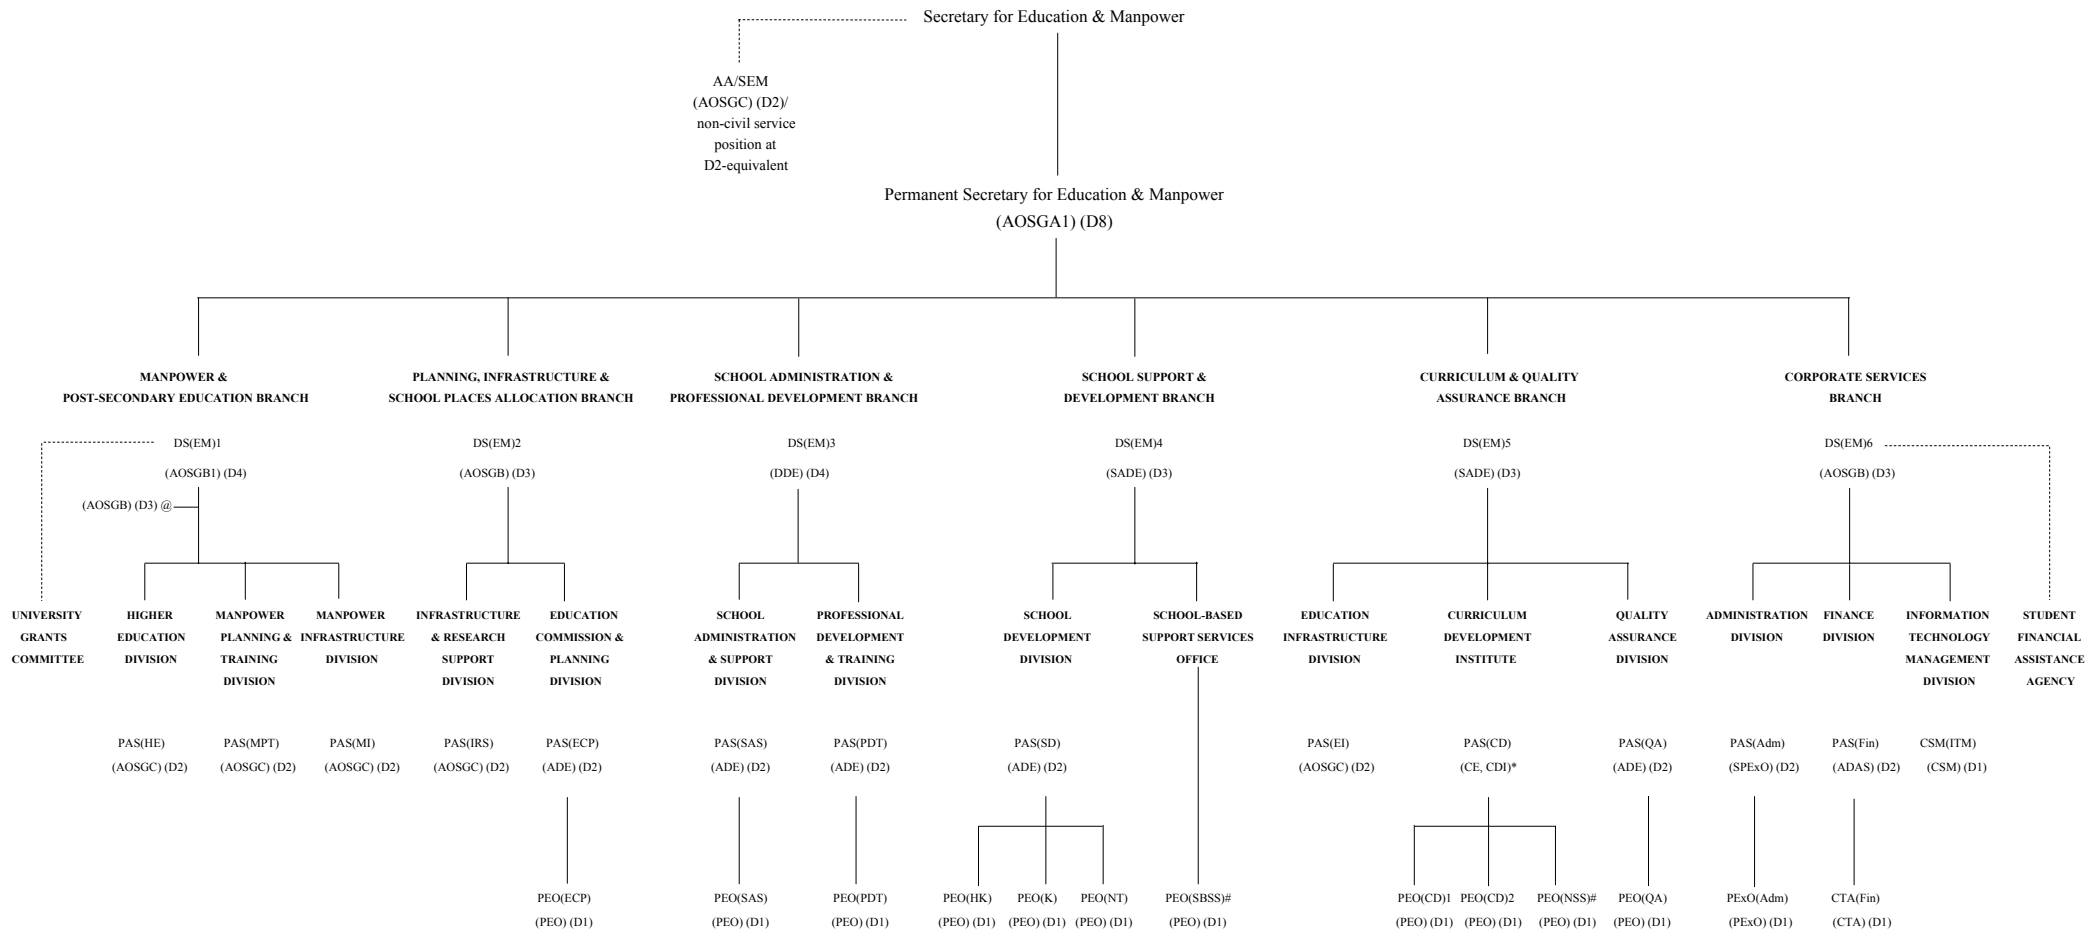 Secretary for Education & Manpower
AA/SEM
(AOSGC) (D2)/
non-civil service
position at
D2-equivalent
Permanent Secretary for Education & Manpower
(AOSGA1) (D8)
MANPOWER &
POST-SECONDARY EDUCATION BRANCH
PLANNING, INFRASTRUCTURE &
SCHOOL PLACES ALLOCATION BRANCH
SCHOOL ADMINISTRATION &
PROFESSIONAL DEVELOPMENT BRANCH
SCHOOL SUPPORT &
DEVELOPMENT BRANCH
CURRICULUM & QUALITY
ASSURANCE BRANCH
CORPORATE SERVICES
BRANCH
DS(EM)1
(AOSGB1) (D4)
(AOSGB) (D3) @
DS(EM)2
(AOSGB) (D3)
DS(EM)3
(DDE) (D4)
DS(EM)4
(SADE) (D3)
DS(EM)5
(SADE) (D3)
DS(EM)6
(AOSGB) (D3)
UNIVERSITY
GRANTS
COMMITTEE
HIGHER
EDUCATION
DIVISION
MANPOWER
PLANNING &
TRAINING
DIVISION
MANPOWER
INFRASTRUCTURE
DIVISION
INFRASTRUCTURE
& RESEARCH
SUPPORT
DIVISION
EDUCATION
COMMISSION &
PLANNING
DIVISION
SCHOOL
ADMINISTRATION
& SUPPORT
DIVISION
PROFESSIONAL
DEVELOPMENT
& TRAINING
DIVISION
SCHOOL
DEVELOPMENT
DIVISION
SCHOOL-BASED
SUPPORT SERVICES
OFFICE
EDUCATION
INFRASTRUCTURE
DIVISION
CURRICULUM
DEVELOPMENT
INSTITUTE
QUALITY
ASSURANCE
DIVISION
ADMINISTRATION
DIVISION
FINANCE
DIVISION
INFORMATION
TECHNOLOGY
MANAGEMENT
DIVISION
STUDENT
FINANCIAL
ASSISTANCE
AGENCY
PAS(HE)
(AOSGC) (D2)
PAS(MPT)
(AOSGC) (D2)
PAS(MI)
(AOSGC) (D2)
PAS(IRS)
(AOSGC) (D2)
PAS(ECP)
(ADE) (D2)
PAS(SAS)
(ADE) (D2)
PAS(PDT)
(ADE) (D2)
PAS(SD)
(ADE) (D2)
PAS(EI)
(AOSGC) (D2)
PAS(CD)
(CE, CDI)*
PAS(QA)
(ADE) (D2)
PAS(Adm)
(SPExO) (D2)
PAS(Fin)
(ADAS) (D2)
CSM(ITM)
(CSM) (D1)
PEO(ECP)
(PEO) (D1)
PEO(SAS)
(PEO) (D1)
PEO(PDT)
(PEO) (D1)
PEO(HK)
(PEO) (D1)
PEO(K)
(PEO) (D1)
PEO(NT)
(PEO) (D1)
PEO(SBSS)#
(PEO) (D1)
PEO(CD)1
(PEO) (D1)
PEO(CD)2
(PEO) (D1)
PEO(NSS)#
(PEO) (D1)
PEO(QA)
(PEO) (D1)
PExO(Adm)
(PExO) (D1)
CTA(Fin)
(CTA) (D1)